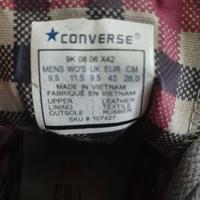 ★ CONVERSE®
9K 08 06 X42
MENS WO'S UK EUR CM
9.5 11.5 9.5 43 28.0
MADE IN VIETNAM
FABRIQUÉ EN VIETNAM
UPPER LEATHER
LINING TEXTILE
OUTSOLE RUBBER
SKU # 107427